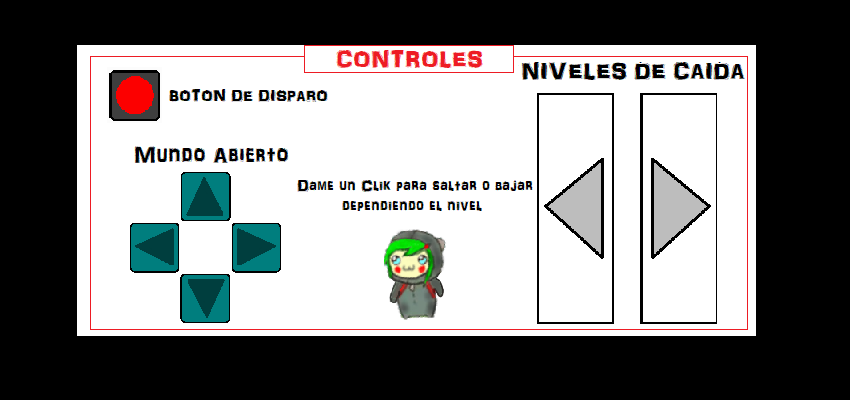 CONTROLES
NIVELES DE CAIDA
BOTON DE DISPARO
MUNDO ABIERTO
DAME UN CLIK PARA SALTAR O BAJAR
DEPENDIENDO EL NIVEL